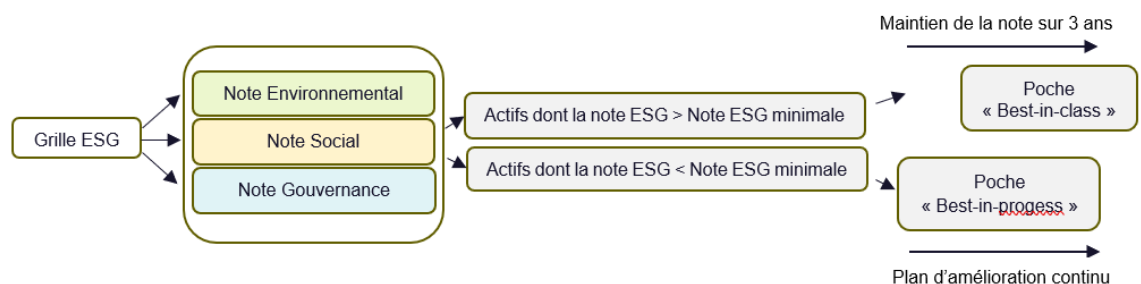 Maintien de la note sur 3 ans
Grille ESG
Note Environnemental
Note Social
Note Gouvernance
Actifs dont la note ESG > Note ESG minimale
Actifs dont la note ESG < Note ESG minimale
Poche
« Best-in-class »
Poche
« Best-in-progess »
Plan d’amélioration continu